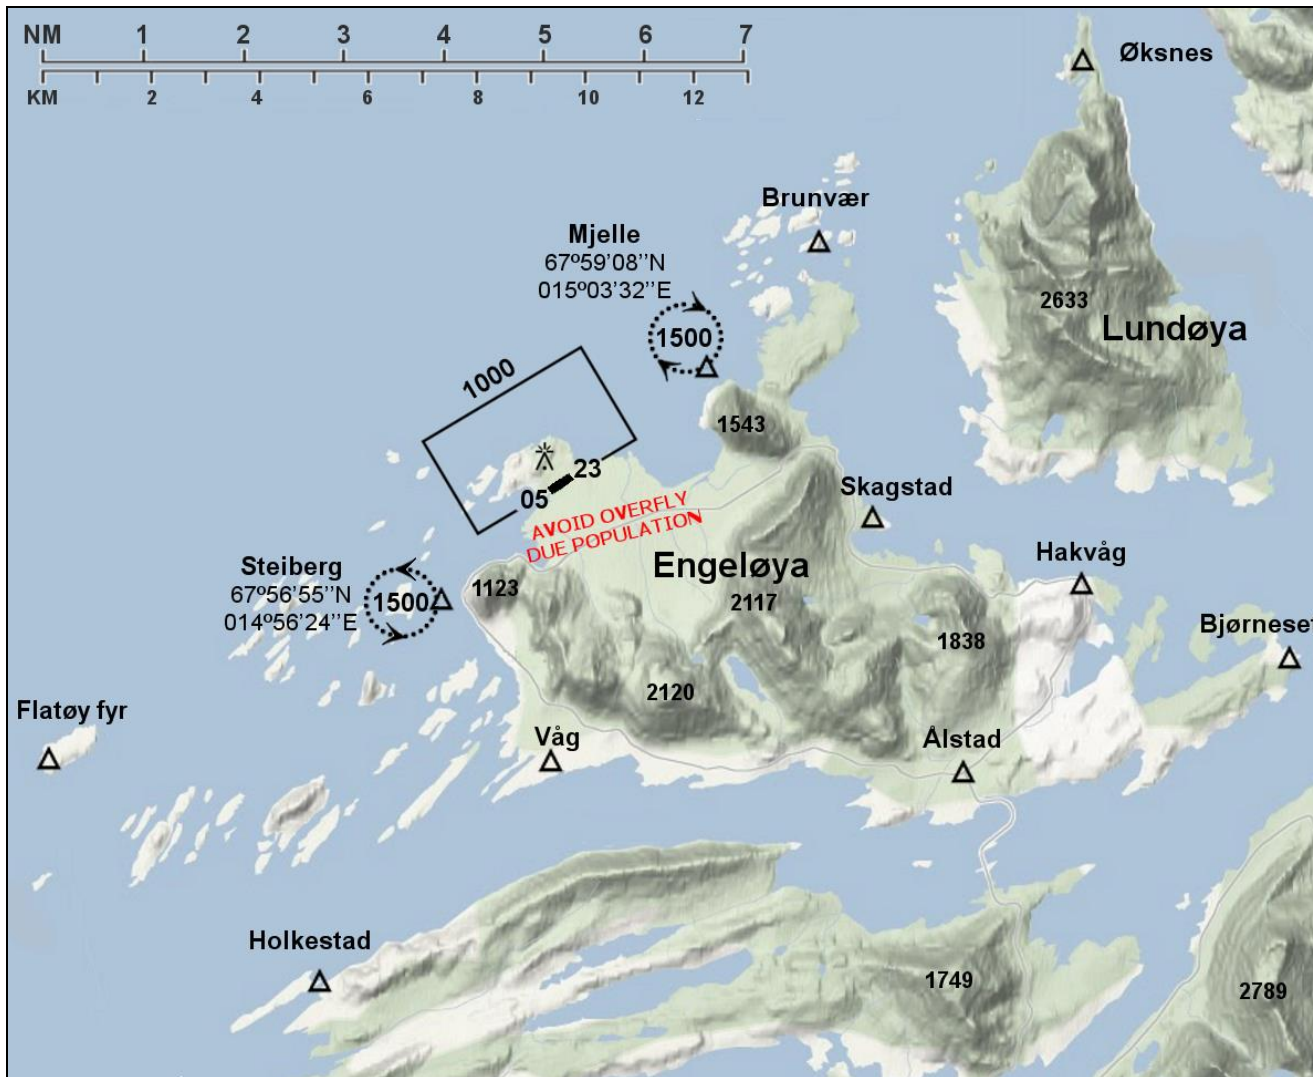 NM 1 2 3 4 5 6 7
KM 2 4 6 8 10 12
Øksnes
Brunvær
Mjelle
67º59'08''N
015º03'32''E
1500
2633
Lundøya
1000
1543
23
05
AVOID OVERFLY
DUE POPULATION
Skagstad
Steiberg
67º56'55''N
014º56'24''E
1500
1123
Engeløya
2117
Hakvåg
1838
Bjørneset
2120
Flatøy fyr
Våg
Ålstad
Holkestad
1749
2789